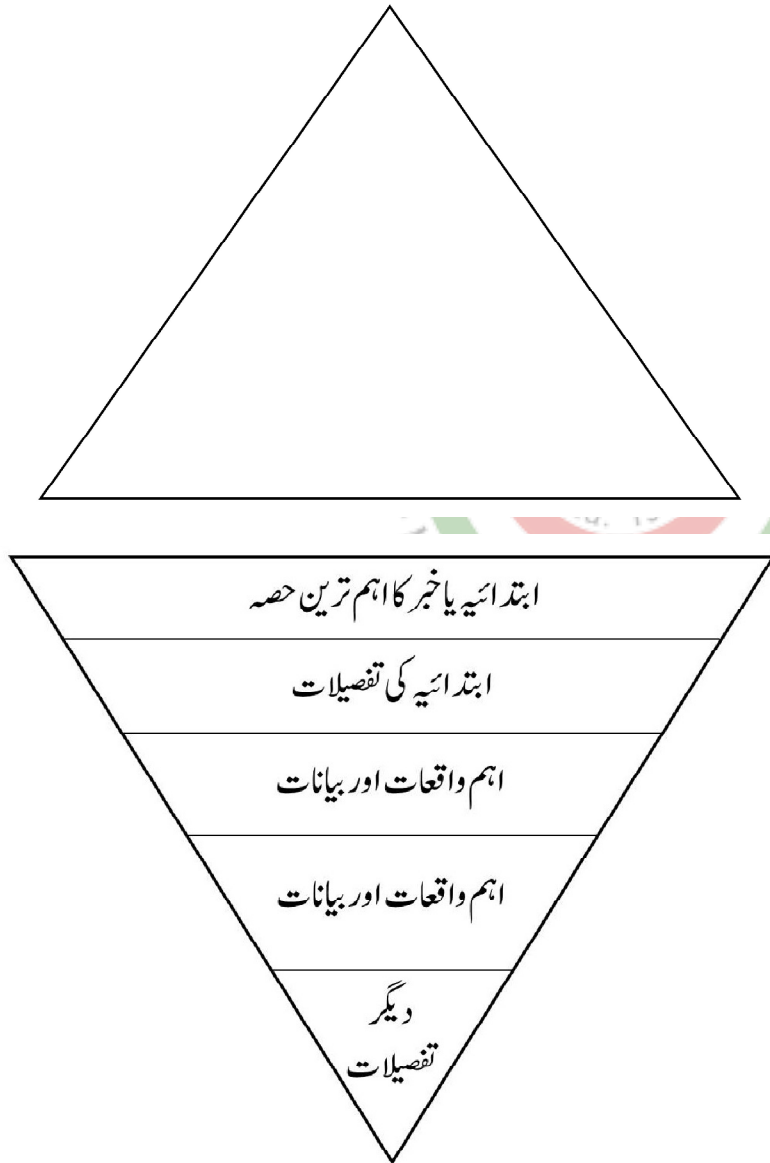 ابتدائیہ یا خبر کا اہم ترین حصہ
ابتدائیہ کی تفصیلات
اہم واقعات اور بیانات
اہم واقعات اور بیانات
دیگر
تفصیلات